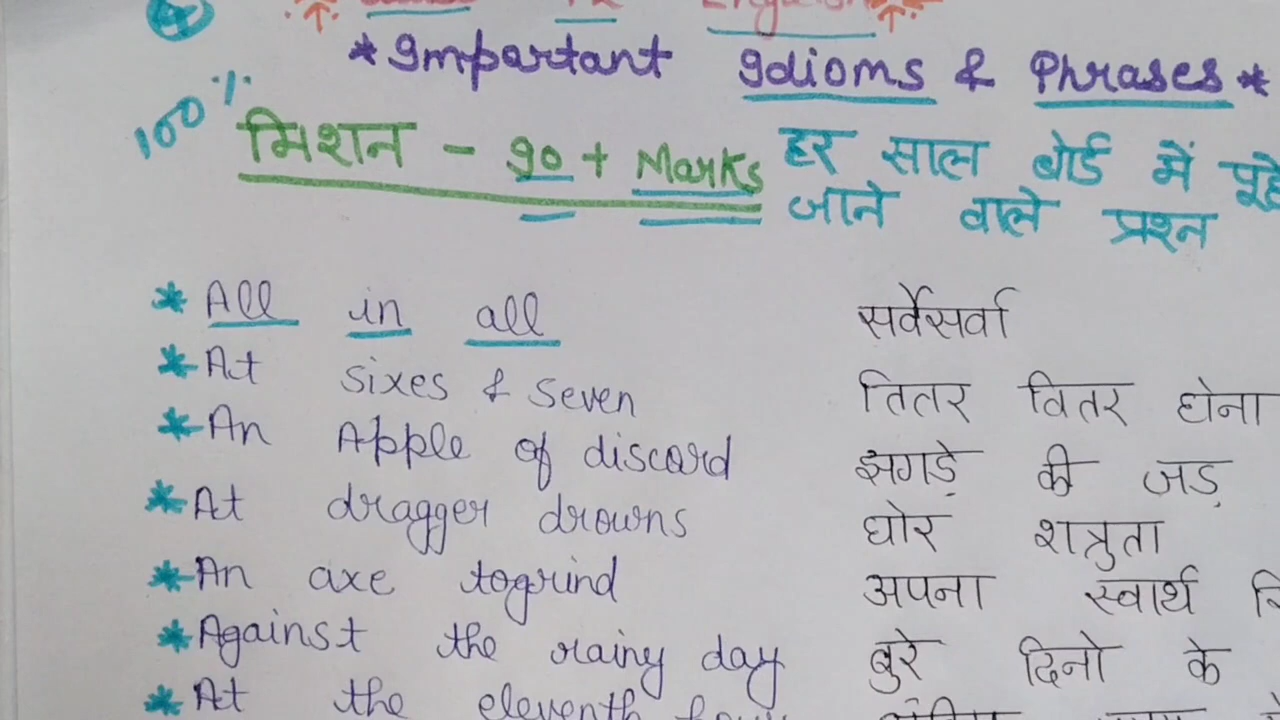 * Important Idioms & Phrases *
100%
मिशन - 90 + Marks हर साल बोर्ड में
जाने वाले प्रश्न
* All in all सर्वेसर्वा
* At sixes & seven तितर वितर होना
* An Apple of discord झगड़े की जड़
* At dragger drowns घोर शत्रुता
* An axe togrind अपना स्वार्थ
* Against the rainy day बुरे दिनो के
* At the eleventh